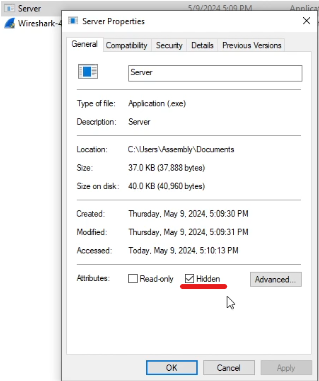 Server 5/9/2024 5:09 PM
Wireshark-4
Server Properties
General Compatibility Security Details Previous Versions
Server
Type of file: Application (.exe)
Description: Server
Location: C:\Users\Assembly\Documents
Size: 37.0 KB (37,888 bytes)
Size on disk: 40.0 KB (40,960 bytes)
Created: Thursday, May 9, 2024, 5:09:30 PM
Modified: Thursday, May 9, 2024, 5:09:31 PM
Accessed: Today, May 9, 2024, 5:10:13 PM
Attributes: Read-only Hidden Advanced...
OK Cancel Apply